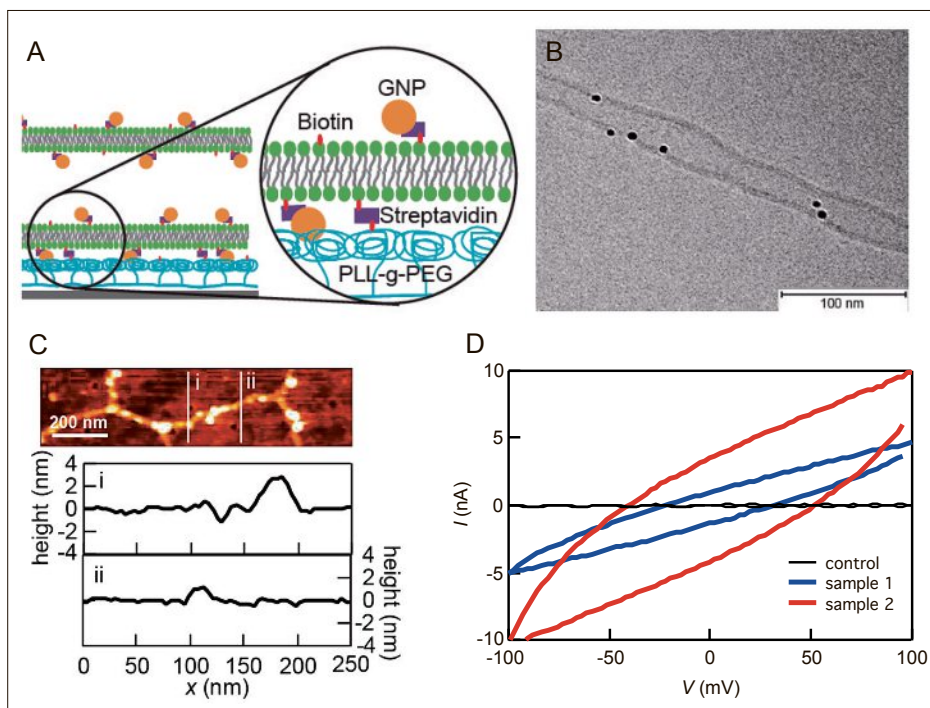 A
GNP
Biotin
Streptavidin
PLL-g-PEG
B
100 nm
C
i
ii
200 nm
4
2
0
-2
-4
height (nm)
i
4
2
0
-2
-4
height (nm)
ii
0 50 100 150 200 250
x (nm)
D
10
5
0
-5
-10
I (nA)
control
sample 1
sample 2
-100 -50 0 50 100
V (mV)